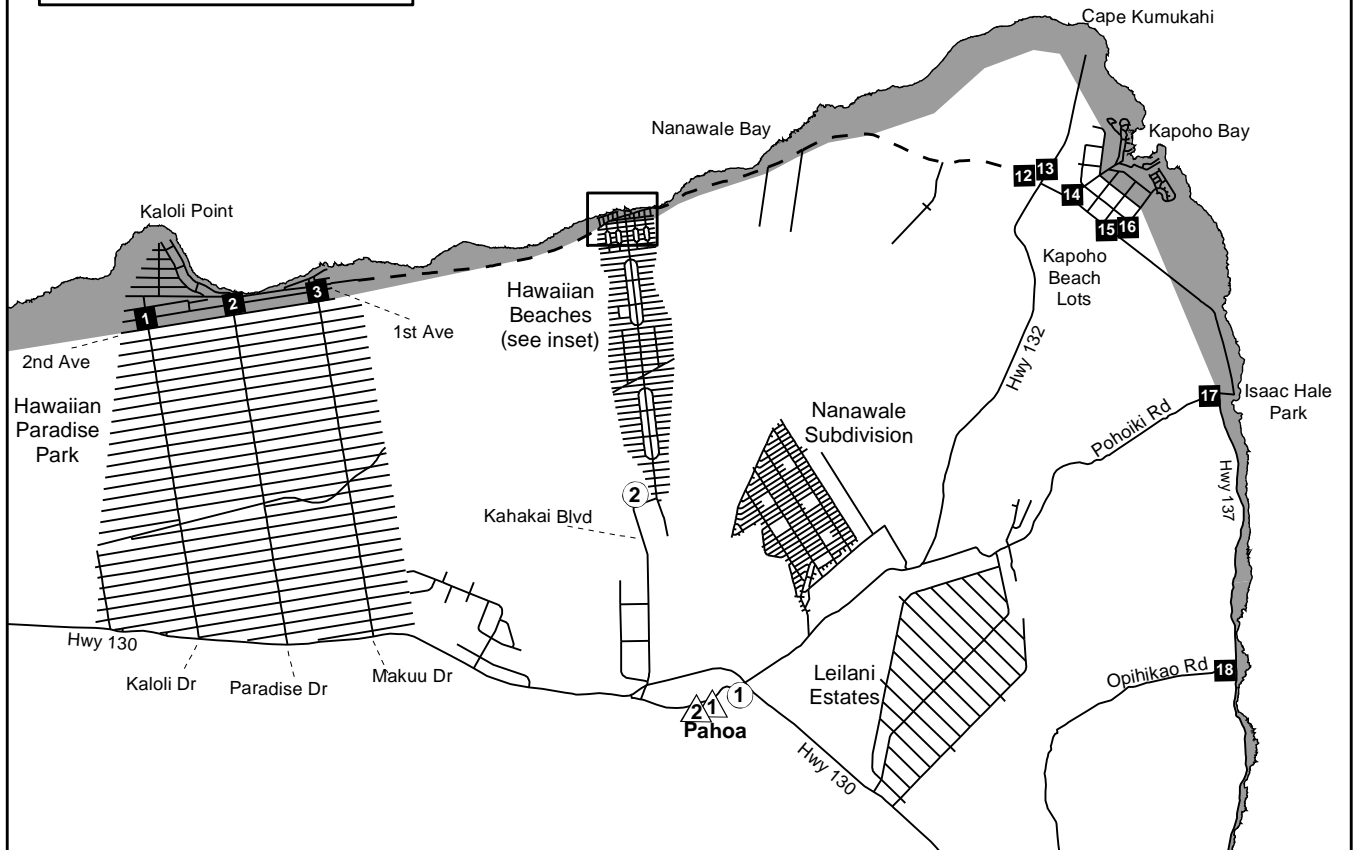 Cape Kumukahi
Nanawale Bay
Kapoho Bay
12
13
14
15
16
Kaloli Point
Kapoho
Beach
Lots
1
2
3
Hawaiian
Beaches
(see inset)
1st Ave
2nd Ave
Hwy 132
Hawaiian
Paradise
Park
Nanawale
Subdivision
17
Isaac Hale
Park
Pohoiki Rd
Hwy 137
2
Kahakai Blvd
Hwy 130
Kaloli Dr
Paradise Dr
Makuu Dr
Leilani
Estates
Opihikao Rd
18
2
1
1
Pahoa
Hwy 130